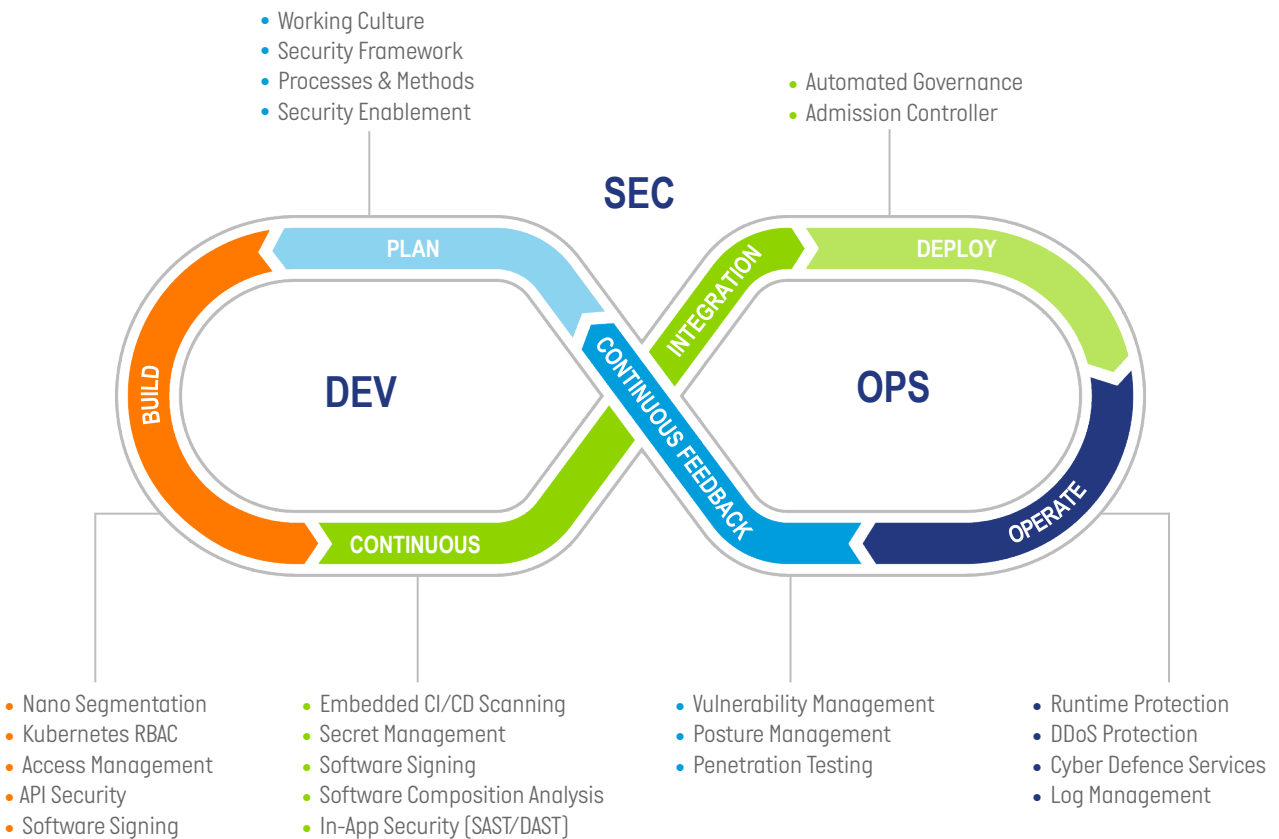 • Working Culture
• Security Framework
• Processes & Methods
• Security Enablement
• Automated Governance
• Admission Controller
SEC
PLAN
INTEGRATION
DEPLOY
BUILD
DEV
CONTINUOUS FEEDBACK
OPS
CONTINUOUS
OPERATE
• Nano Segmentation
• Kubernetes RBAC
• Access Management
• API Security
• Software Signing
• Embedded CI/CD Scanning
• Secret Management
• Software Signing
• Software Composition Analysis
• In-App Security (SAST/DAST)
• Vulnerability Management
• Posture Management
• Penetration Testing
• Runtime Protection
• DDoS Protection
• Cyber Defence Services
• Log Management